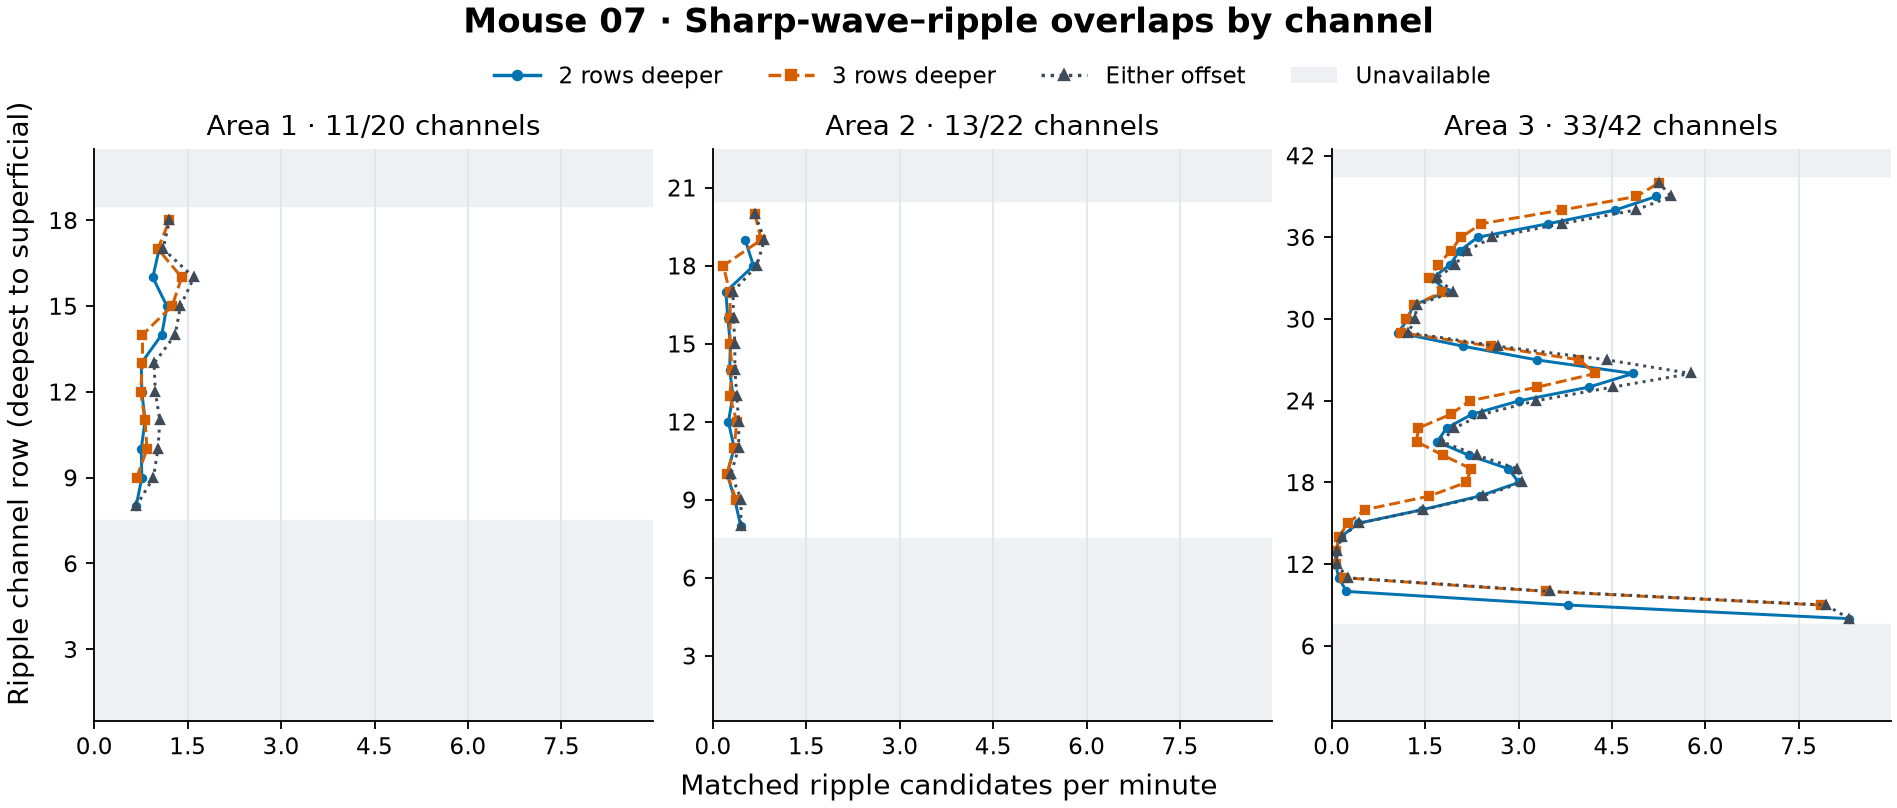 Mouse 07 · Sharp-wave–ripple overlaps by channel
2 rows deeper
3 rows deeper
Either offset
Unavailable
Ripple channel row (deepest to superficial)
Area 1 · 11/20 channels
18
15
12
9
6
3
0.0 1.5 3.0 4.5 6.0 7.5
Area 2 · 13/22 channels
21
18
15
12
9
6
3
0.0 1.5 3.0 4.5 6.0 7.5
Area 3 · 33/42 channels
42
36
30
24
18
12
6
0.0 1.5 3.0 4.5 6.0 7.5
Matched ripple candidates per minute